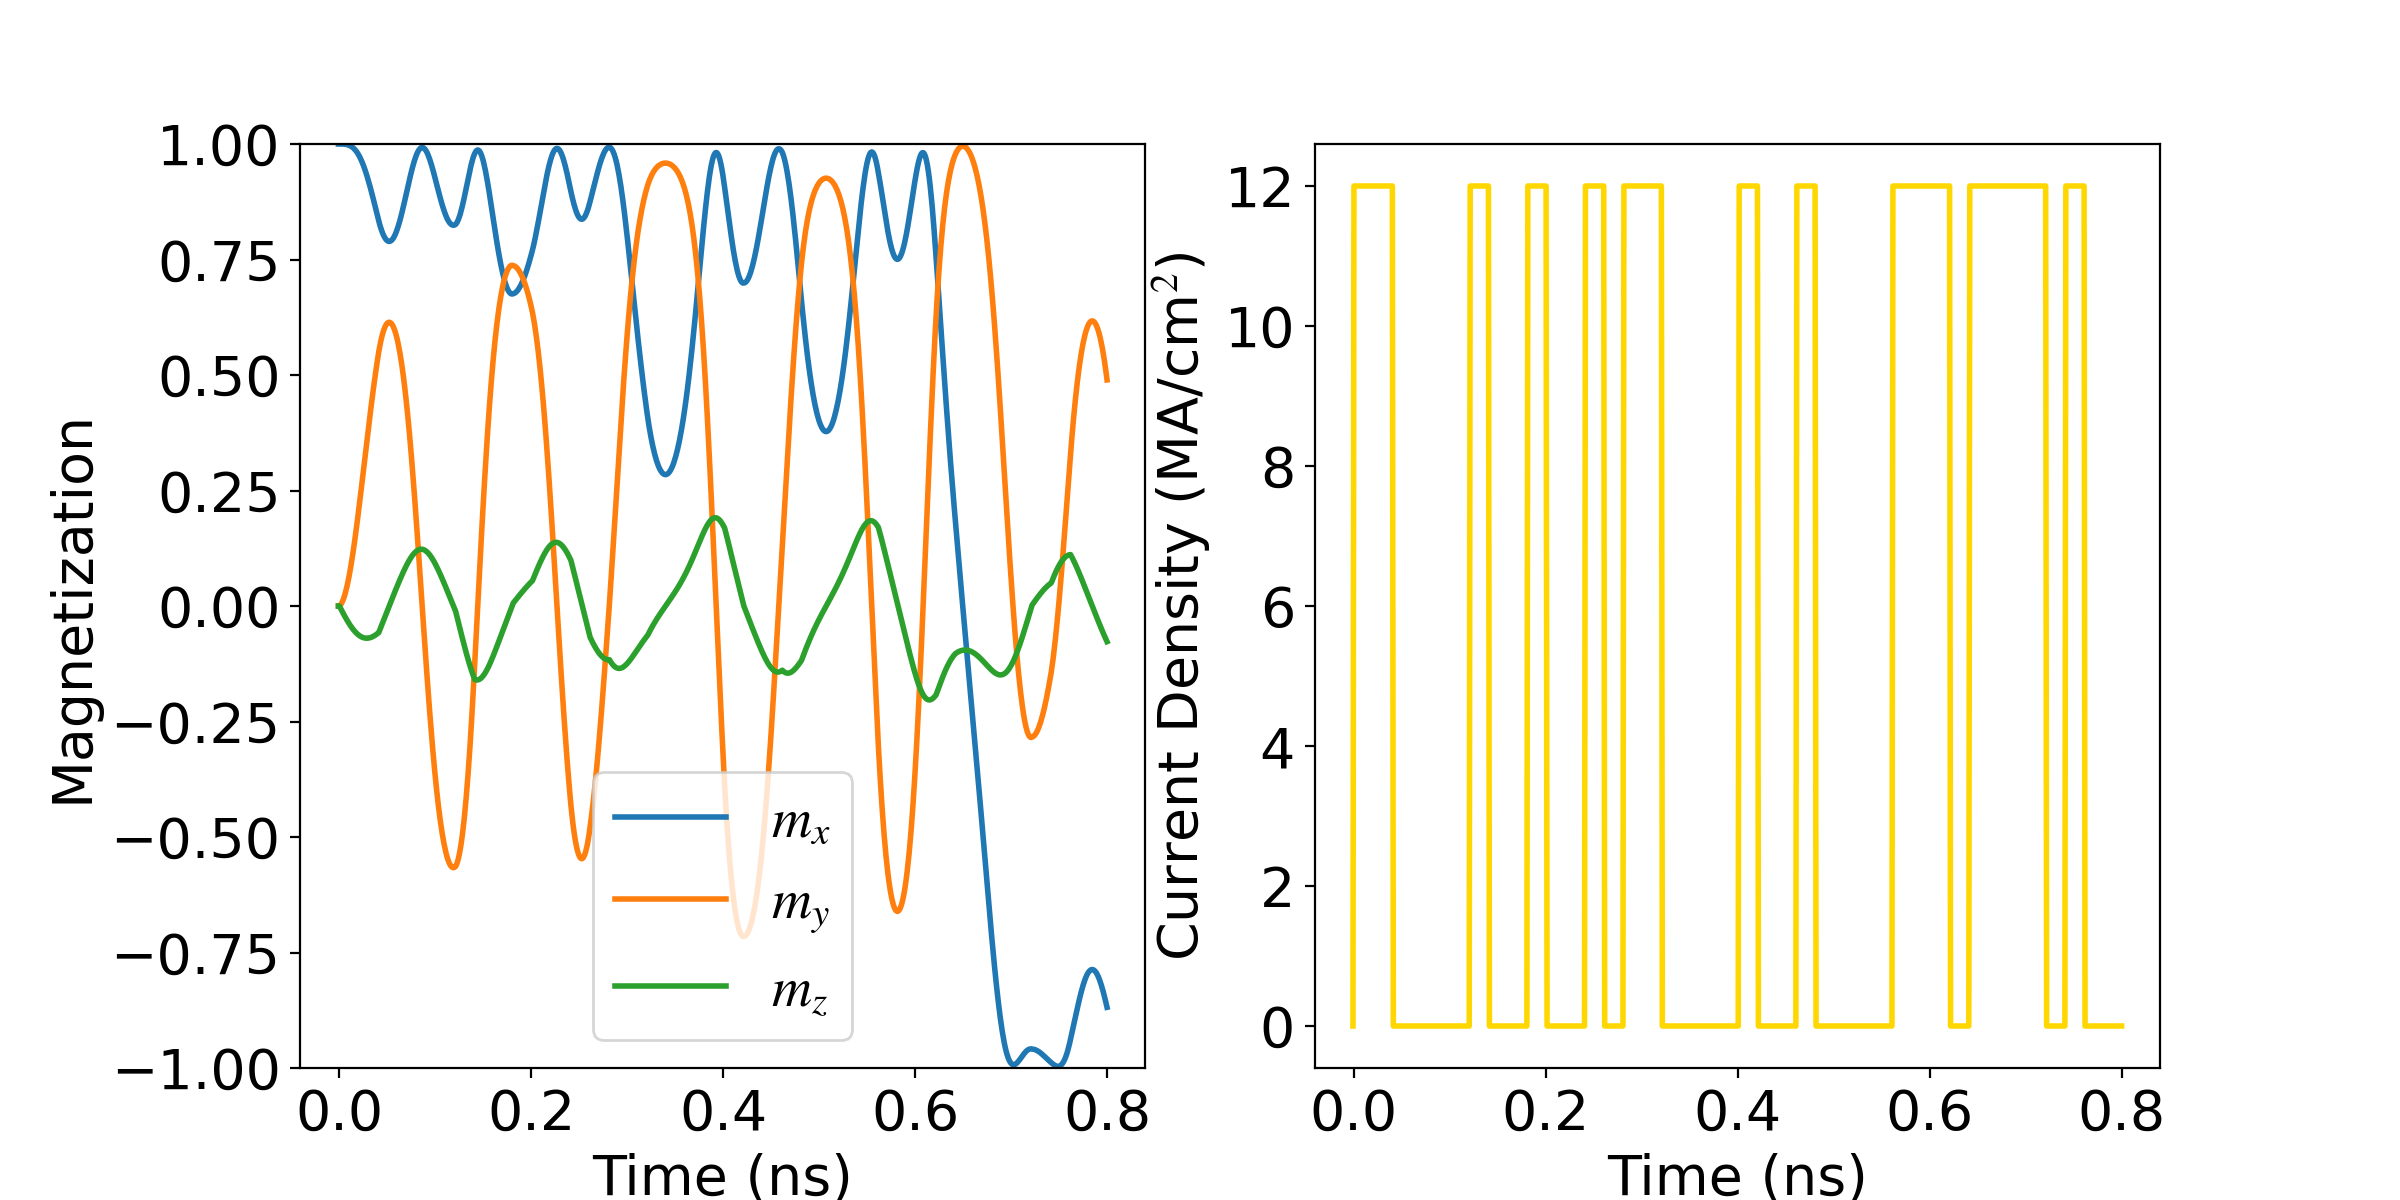 Magnetization
1.00
0.75
0.50
0.25
0.00
−0.25
−0.50
−0.75
−1.00
m_x
m_y
m_z
0.0 0.2 0.4 0.6 0.8
Time (ns)
Current Density (MA/cm²)
12
10
8
6
4
2
0
0.0 0.2 0.4 0.6 0.8
Time (ns)